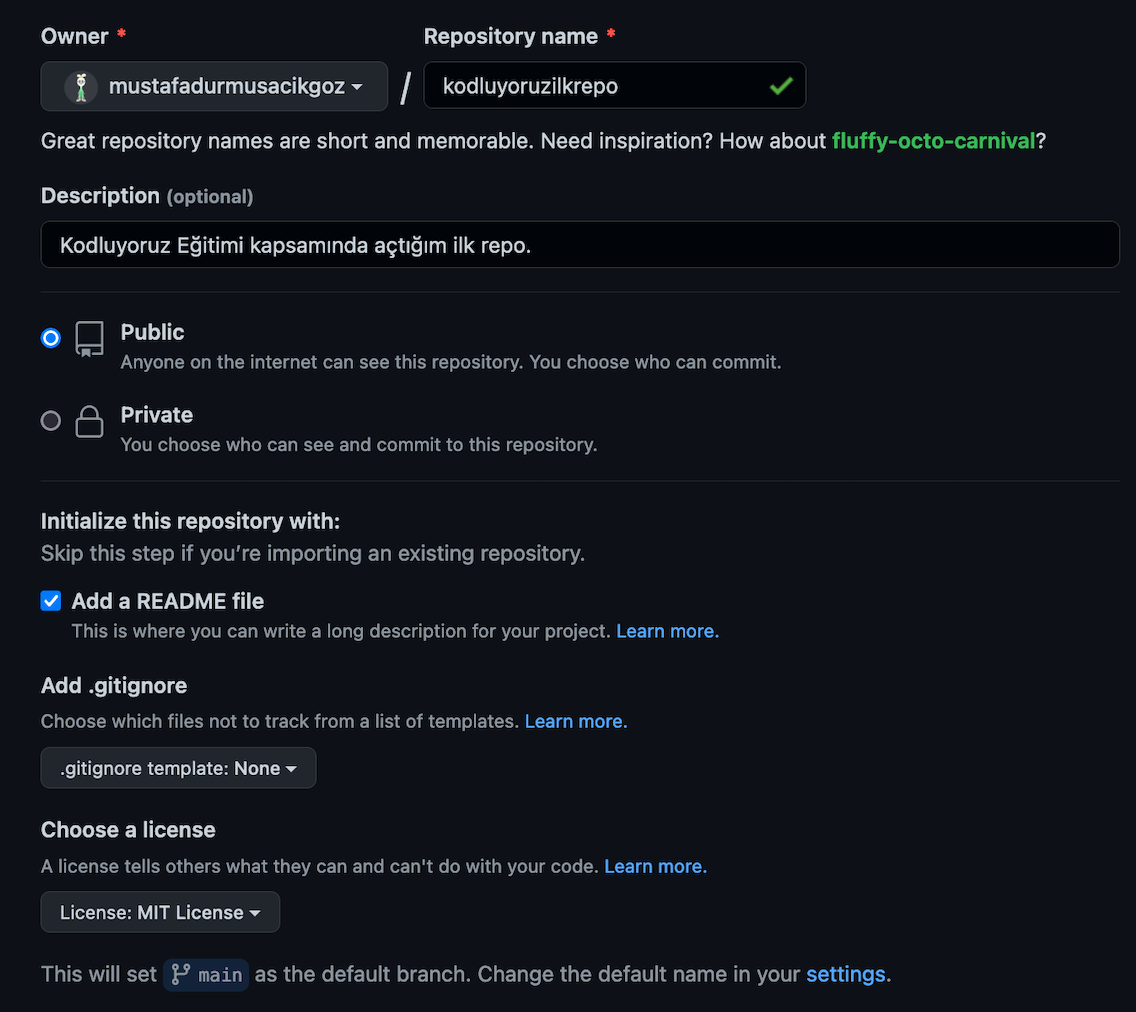 Owner * Repository name *
mustafadurmusacikgoz / kodluyoruzilkrepo
Great repository names are short and memorable. Need inspiration? How about fluffy-octo-carnival?
Description (optional)
Kodluyoruz Eğitimi kapsamında açtığım ilk repo.
Public
Anyone on the internet can see this repository. You choose who can commit.
Private
You choose who can see and commit to this repository.
Initialize this repository with:
Skip this step if you’re importing an existing repository.
Add a README file
This is where you can write a long description for your project. Learn more.
Add .gitignore
Choose which files not to track from a list of templates. Learn more.
.gitignore template: None
Choose a license
A license tells others what they can and can't do with your code. Learn more.
License: MIT License
This will set main as the default branch. Change the default name in your settings.